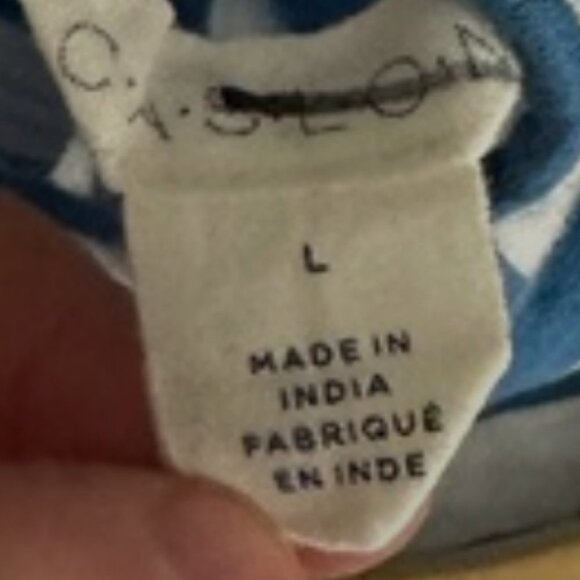 C.A.S.L.O.N
L
MADE IN
INDIA
FABRIQUÉ
EN INDE